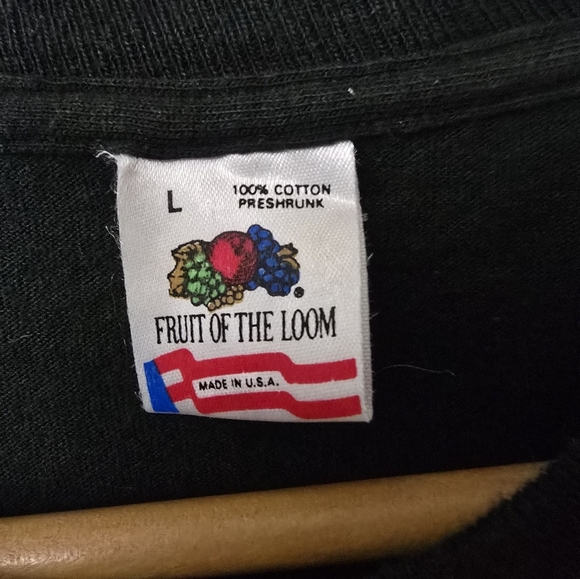 L
100% COTTON
PRESHRUNK
®
FRUIT OF THE LOOM
MADE IN U.S.A.